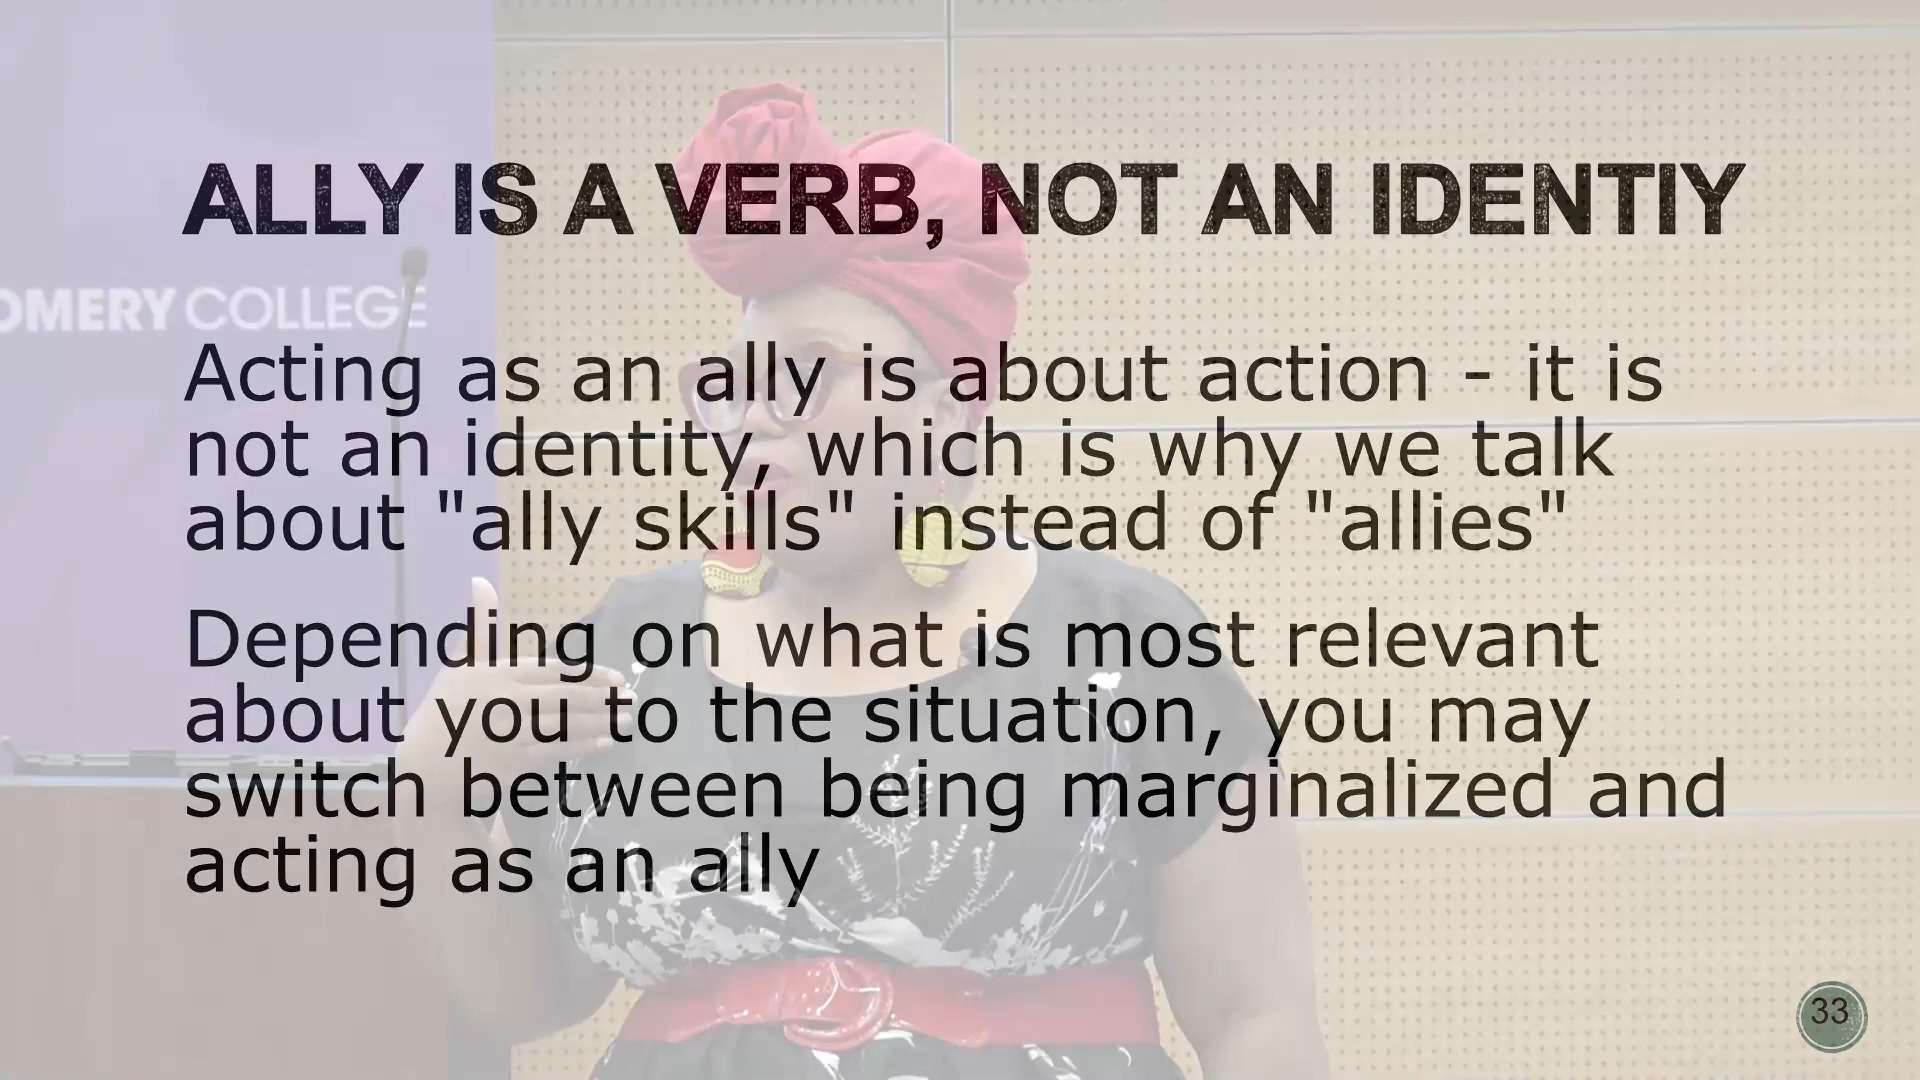 ALLY IS A VERB, NOT AN IDENTIY
OMERY COLLEGE
Acting as an ally is about action - it is
not an identity, which is why we talk
about "ally skills" instead of "allies"
Depending on what is most relevant
about you to the situation, you may
switch between being marginalized and
acting as an ally
33